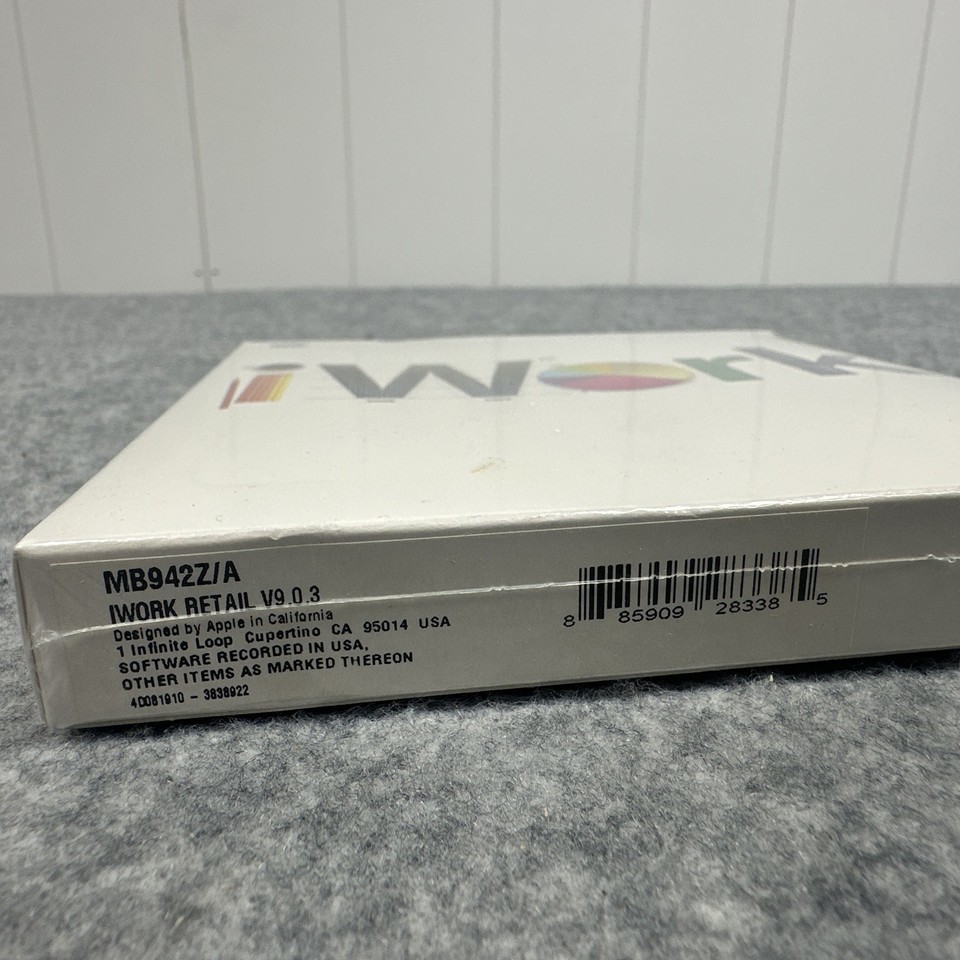 iWork
MB942Z/A
IWORK RETAIL V9.0.3
Designed by Apple in California
1 Infinite Loop Cupertino CA 95014 USA
SOFTWARE RECORDED IN USA,
OTHER ITEMS AS MARKED THEREON
4D081910 - 3838922
8 85909 28338 5